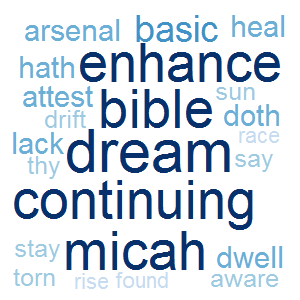 arsenal basic heal
hath enhance
attest bible sun
drift doth
lack dream race
thy say
continuing
stay micah dwell
torn rise found aware